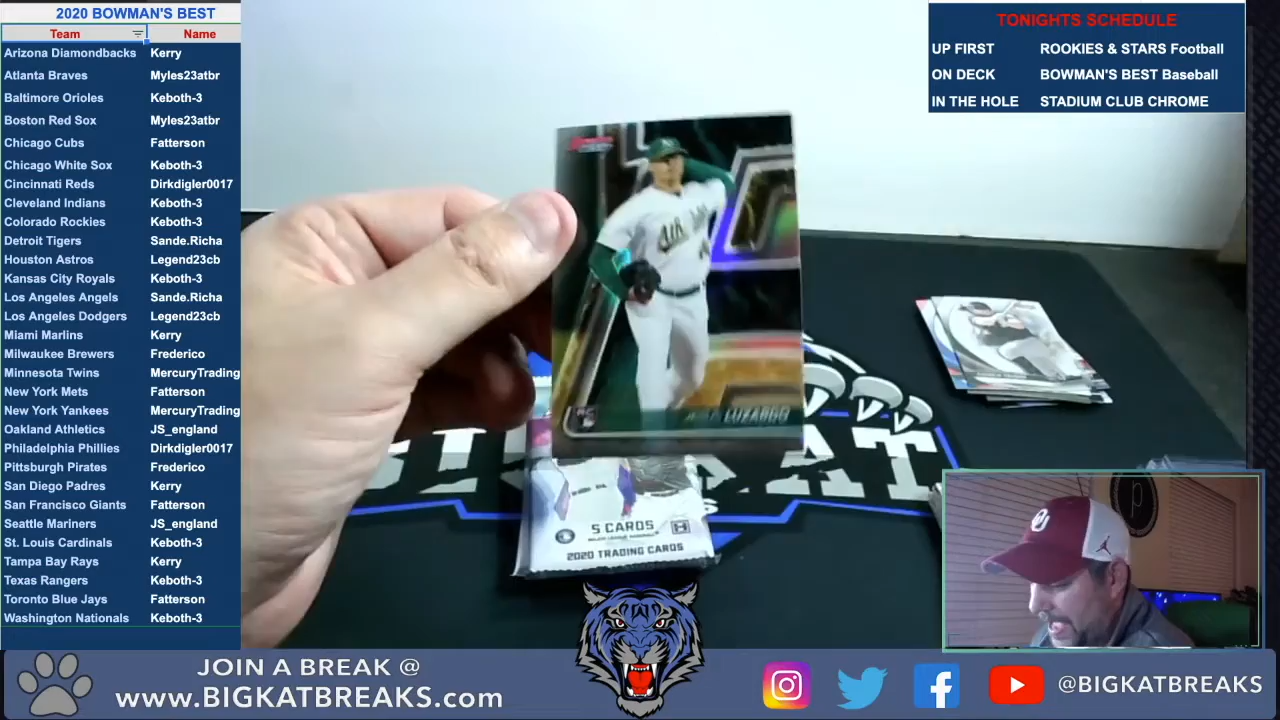 2020 BOWMAN'S BEST
Team Name
Arizona Diamondbacks Kerry
Atlanta Braves Myles23atbr
Baltimore Orioles Keboth-3
Boston Red Sox Myles23atbr
Chicago Cubs Fatterson
Chicago White Sox Keboth-3
Cincinnati Reds Dirkdigler0017
Cleveland Indians Keboth-3
Colorado Rockies Keboth-3
Detroit Tigers Sande.Richa
Houston Astros Legend23cb
Kansas City Royals Keboth-3
Los Angeles Angels Sande.Richa
Los Angeles Dodgers Legend23cb
Miami Marlins Kerry
Milwaukee Brewers Frederico
Minnesota Twins MercuryTrading
New York Mets Fatterson
New York Yankees MercuryTrading
Oakland Athletics JS_england
Philadelphia Phillies Dirkdigler0017
Pittsburgh Pirates Frederico
San Diego Padres Kerry
San Francisco Giants Fatterson
Seattle Mariners JS_england
St. Louis Cardinals Keboth-3
Tampa Bay Rays Kerry
Texas Rangers Keboth-3
Toronto Blue Jays Fatterson
Washington Nationals Keboth-3
TONIGHTS SCHEDULE
UP FIRST ROOKIES & STARS Football
ON DECK BOWMAN'S BEST Baseball
IN THE HOLE STADIUM CLUB CHROME
LUZARDO
RC
5 CARDS
2020 TRADING CARDS
OU
JOIN A BREAK @
www.BIGKATBREAKS.com
@BIGKATBREAKS